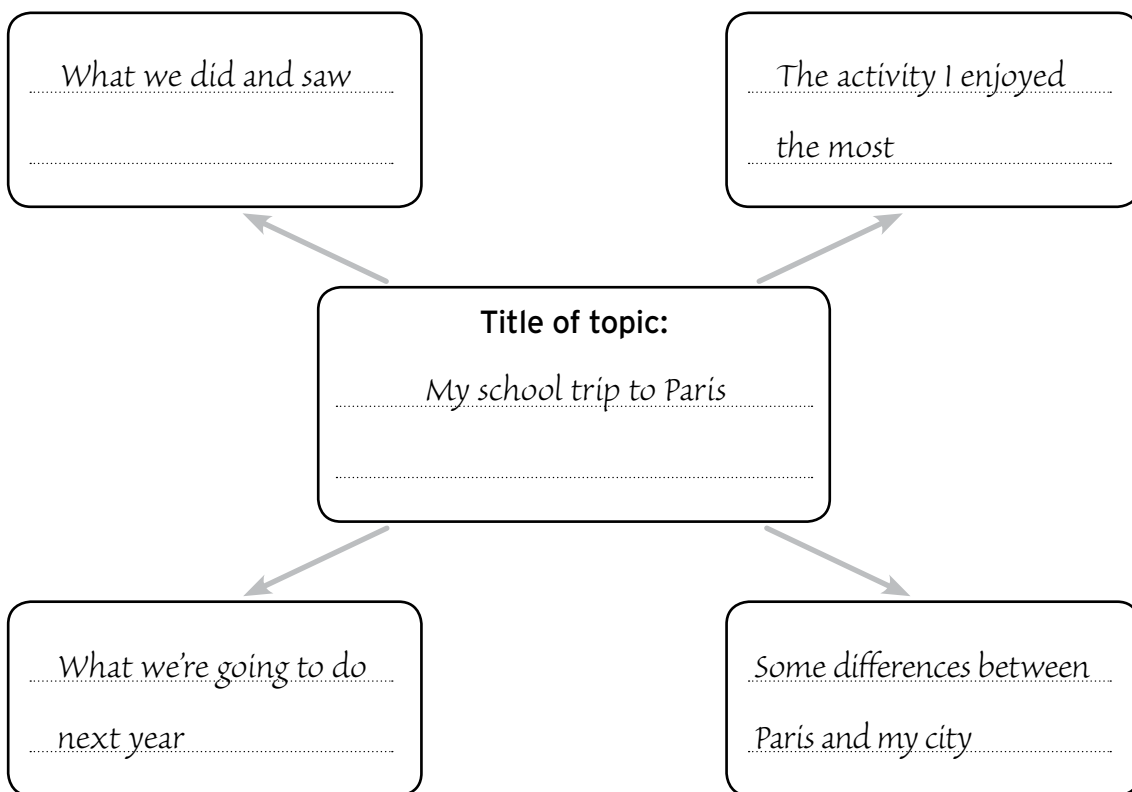 What we did and saw
The activity I enjoyed
the most
Title of topic:
My school trip to Paris
What we're going to do
next year
Some differences between
Paris and my city